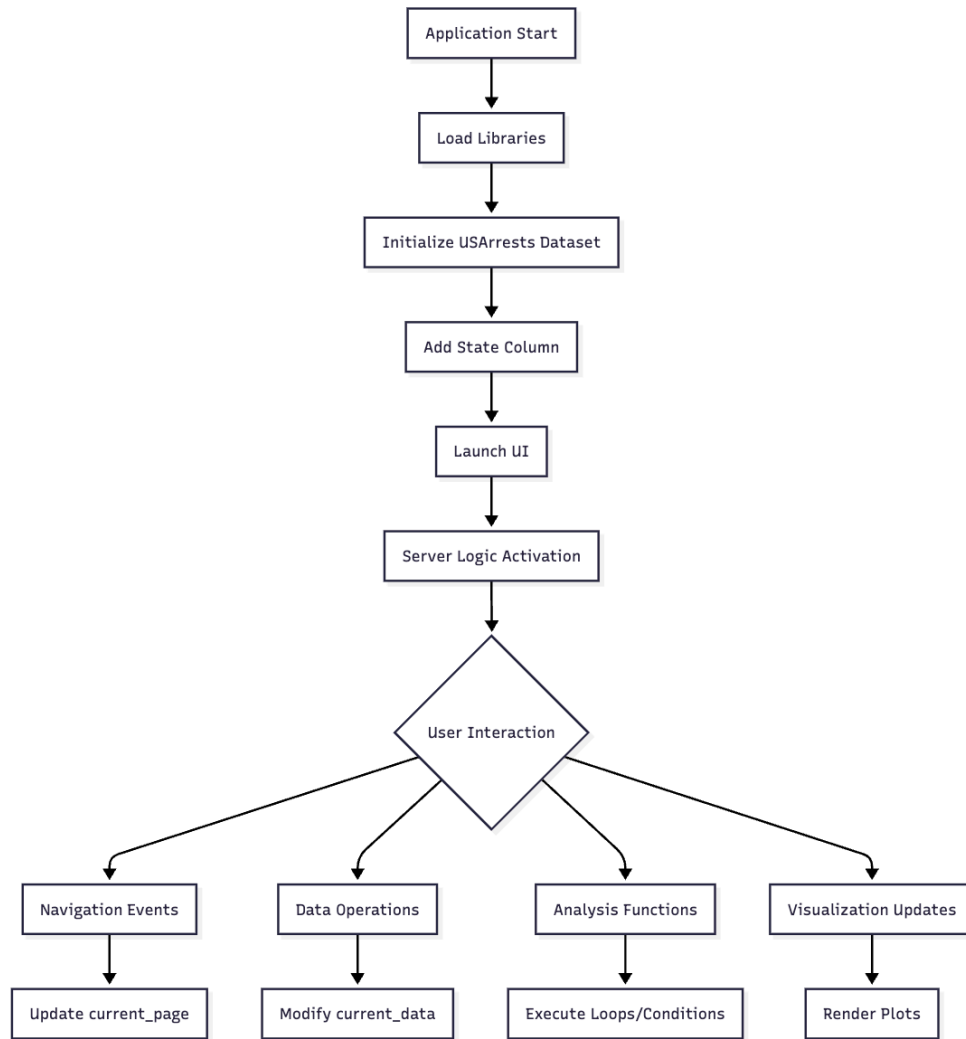 Application Start
Load Libraries
Initialize USArrests Dataset
Add State Column
Launch UI
Server Logic Activation
User Interaction
Navigation Events
Data Operations
Analysis Functions
Visualization Updates
Update current_page
Modify current_data
Execute Loops/Conditions
Render Plots